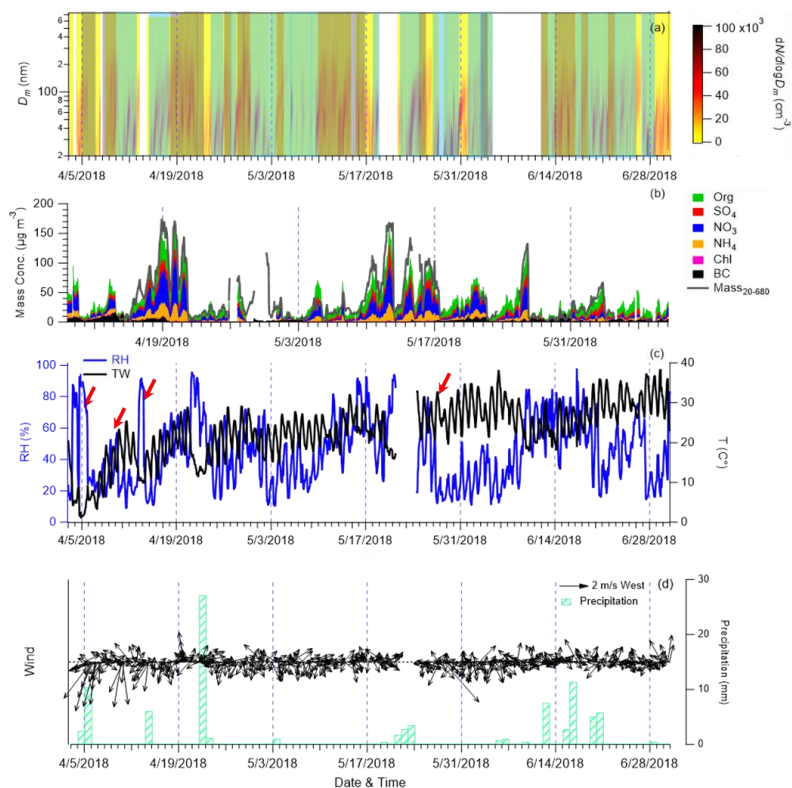 (a)
8
6
4
2
100
8
6
4
2
Dm (nm)
4/5/2018 4/19/2018 5/3/2018 5/17/2018 5/31/2018 6/14/2018 6/28/2018
100 x10³
80
60
40
20
0
dN/dlogDm (cm-3)
(b)
200
150
100
50
0
Mass Conc. (µg m-3)
4/19/2018 5/3/2018 5/17/2018 5/31/2018
Org
SO4
NO3
NH4
Chl
BC
Mass20-680
(c)
RH
TW
100
80
60
40
20
0
RH (%)
40
30
20
10
0
T (C°)
4/5/2018 4/19/2018 5/3/2018 5/17/2018 5/31/2018 6/14/2018 6/28/2018
(d)
2 m/s West
Precipitation
Wind
30
20
10
0
Precipitation (mm)
4/5/2018 4/19/2018 5/3/2018 5/17/2018 5/31/2018 6/14/2018 6/28/2018
Date & Time